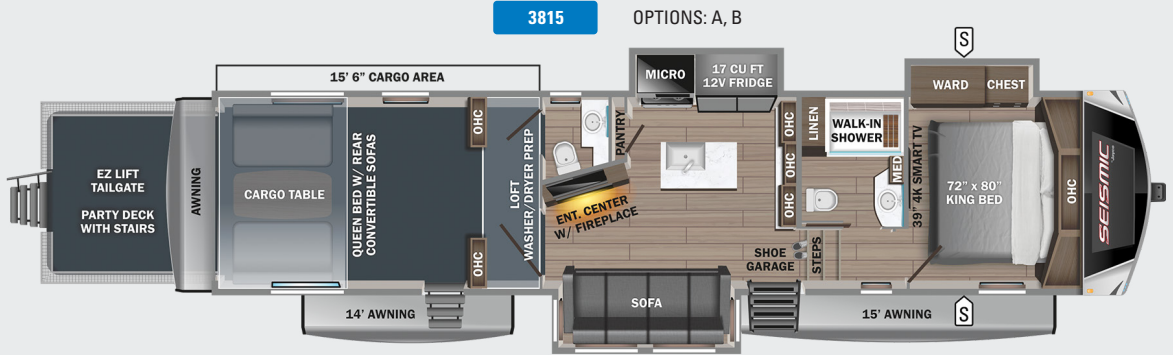 3815
OPTIONS: A, B
S
15' 6" CARGO AREA
MICRO
17 CU FT
12V FRIDGE
WARD
CHEST
EZ LIFT
TAILGATE
PARTY DECK
WITH STAIRS
AWNING
CARGO TABLE
QUEEN BED W/ REAR
CONVERTIBLE SOFAS
OHC
OHC
LOFT
WASHER/DRYER PREP
PANTRY
ENT. CENTER
W/ FIREPLACE
OHC
OHC
OHC
LINEN
WALK-IN
SHOWER
MED
39" 4K SMART TV
72" x 80"
KING BED
OHC
SEISMIC
SHOE
GARAGE
STEPS
SOFA
14' AWNING
15' AWNING
S